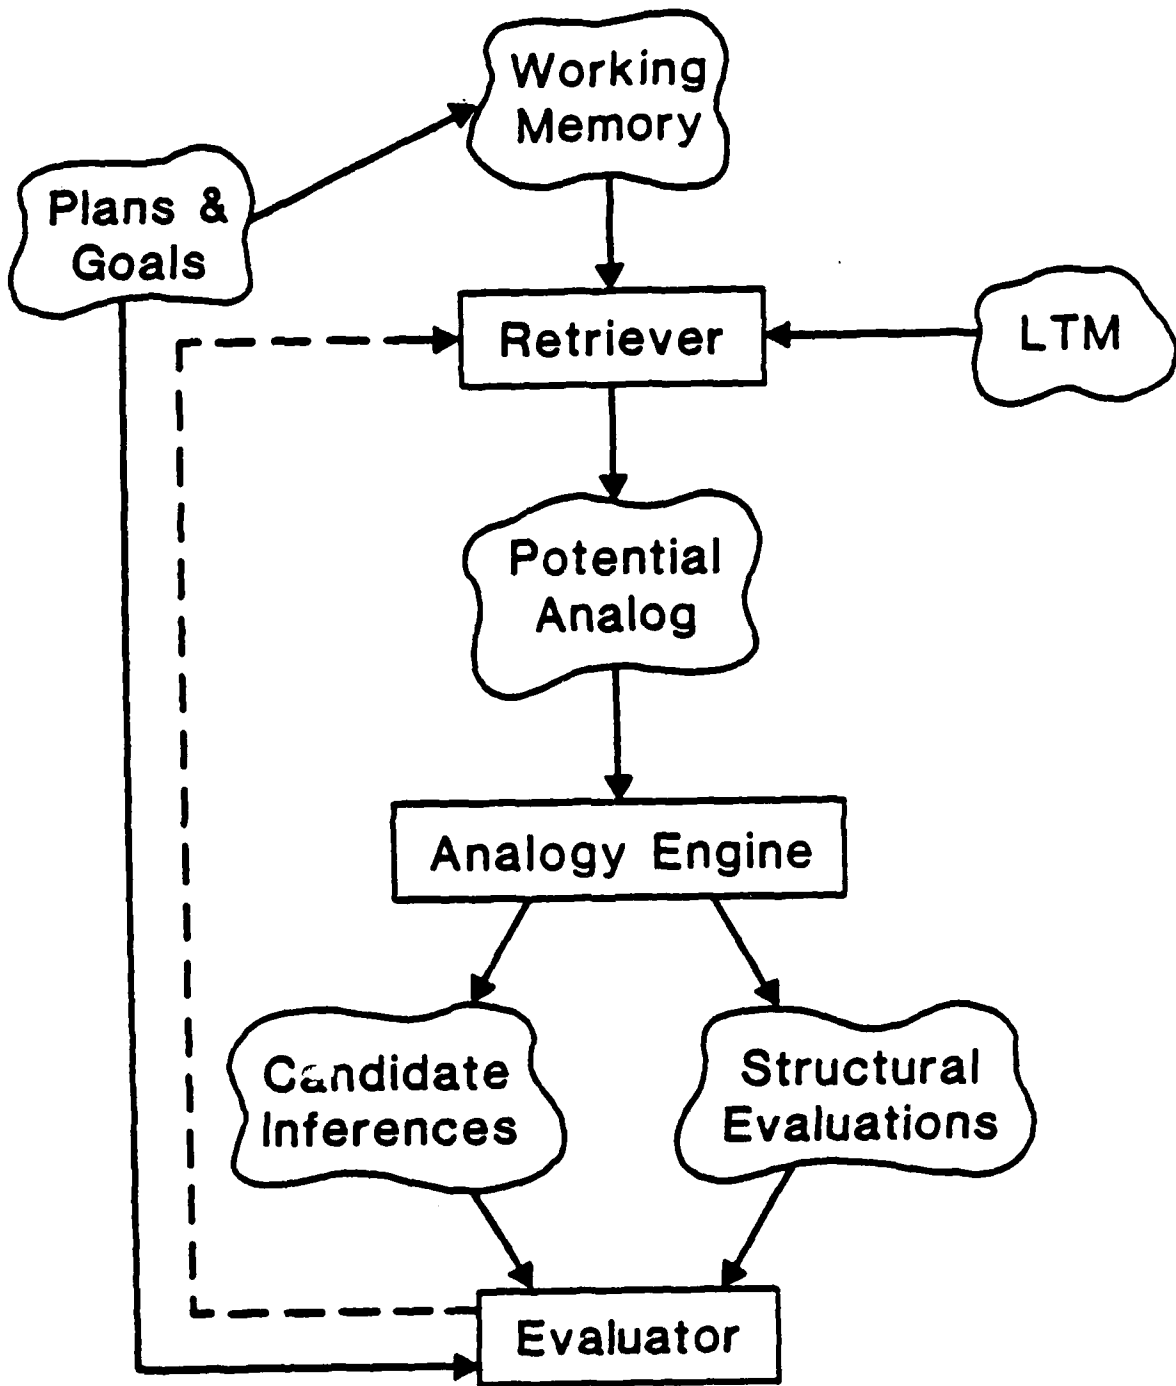 Working
Memory
Plans &
Goals
Retriever
LTM
Potential
Analog
Analogy Engine
Candidate
Inferences
Structural
Evaluations
Evaluator